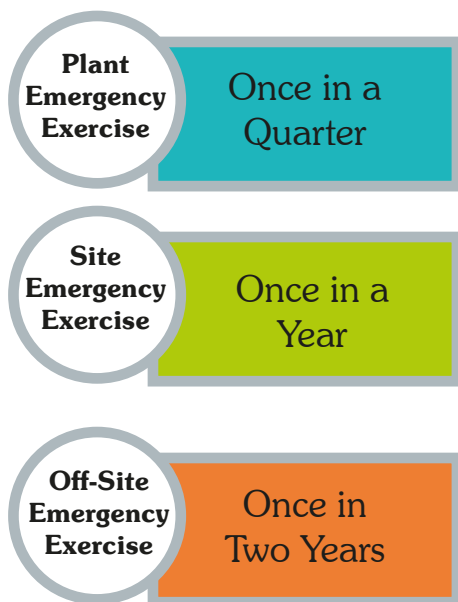 Plant
Emergency
Exercise
Once in a
Quarter
Site
Emergency
Exercise
Once in a
Year
Off-Site
Emergency
Exercise
Once in
Two Years